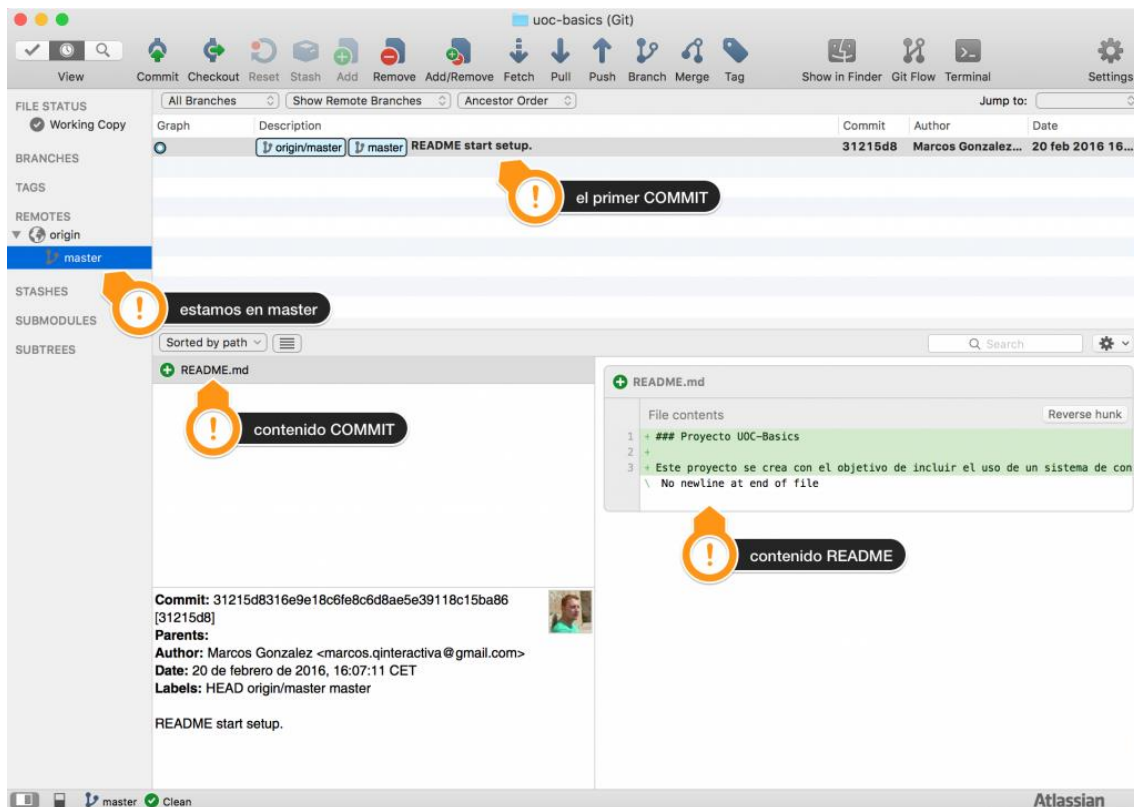 uoc-basics (Git)
View Commit Checkout Reset Stash Add Remove Add/Remove Fetch Pull Push Branch Merge Tag Show in Finder Git Flow Terminal Settings
All Branches Show Remote Branches Ancestor Order Jump to:
FILE STATUS
Working Copy
BRANCHES
TAGS
REMOTES
origin
master
STASHES
SUBMODULES
SUBTREES
Graph Description Commit Author Date
origin/master master README start setup. 31215d8 Marcos Gonzalez... 20 feb 2016 16...
el primer COMMIT
estamos en master
Sorted by path Search
README.md
contenido COMMIT
README.md
File contents Reverse hunk
1 + ### Proyecto UOC-Basics
2 +
3 + Este proyecto se crea con el objetivo de incluir el uso de un sistema de con
\ No newline at end of file
contenido README
Commit: 31215d8316e9e18c6fe8c6d8ae5e39118c15ba86
[31215d8]
Parents:
Author: Marcos Gonzalez <marcos.qinteractiva@gmail.com>
Date: 20 de febrero de 2016, 16:07:11 CET
Labels: HEAD origin/master master
README start setup.
master Clean Atlassian